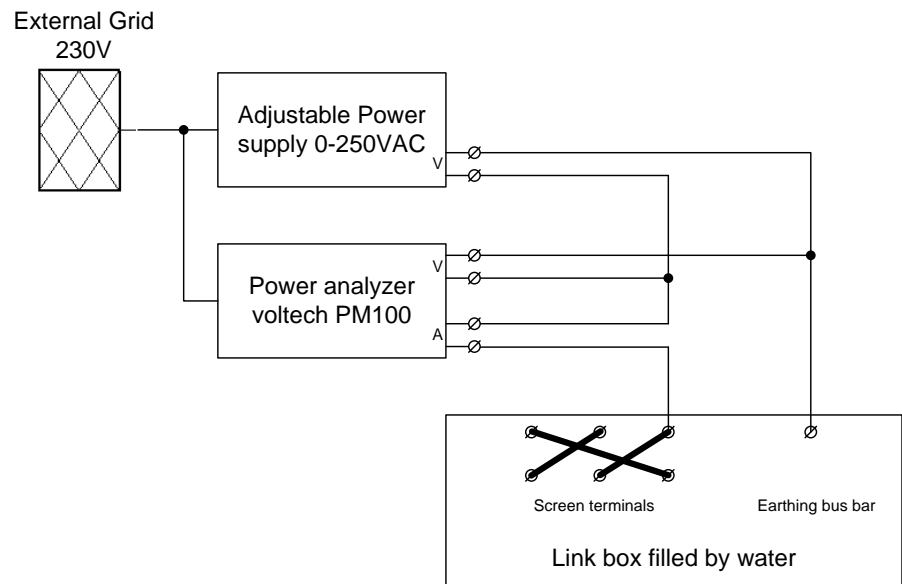 External Grid
230V
Adjustable Power
supply 0-250VAC
V
Power analyzer
voltech PM100
V
A
Screen terminals
Earthing bus bar
Link box filled by water